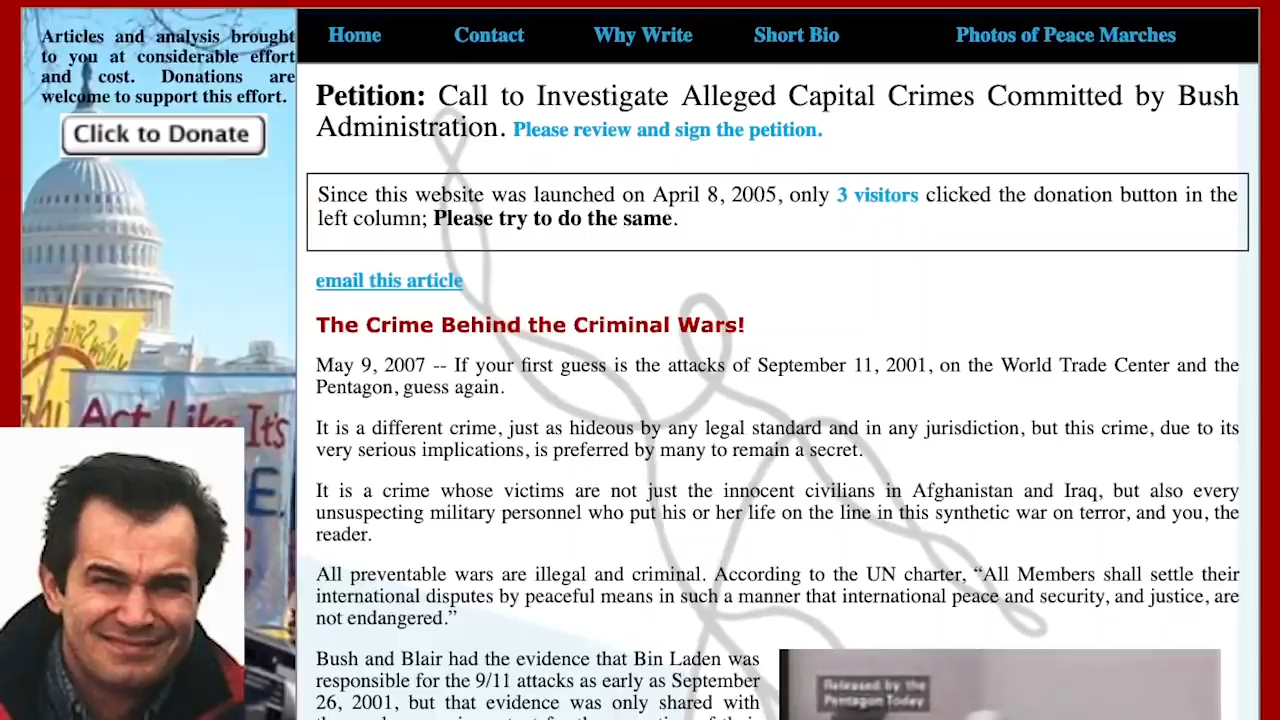 Articles and analysis brought
to you at considerable effort
and cost. Donations are
welcome to support this effort.
Click to Donate
Home Contact Why Write Short Bio Photos of Peace Marches
Petition: Call to Investigate Alleged Capital Crimes Committed by Bush
Administration. Please review and sign the petition.
Since this website was launched on April 8, 2005, only 3 visitors clicked the donation button in the
left column; Please try to do the same.
email this article
The Crime Behind the Criminal Wars!
May 9, 2007 -- If your first guess is the attacks of September 11, 2001, on the World Trade Center and the
Pentagon, guess again.
It is a different crime, just as hideous by any legal standard and in any jurisdiction, but this crime, due to its
very serious implications, is preferred by many to remain a secret.
It is a crime whose victims are not just the innocent civilians in Afghanistan and Iraq, but also every
unsuspecting military personnel who put his or her life on the line in this synthetic war on terror, and you, the
reader.
All preventable wars are illegal and criminal. According to the UN charter, “All Members shall settle their
international disputes by peaceful means in such a manner that international peace and security, and justice, are
not endangered.”
Bush and Blair had the evidence that Bin Laden was
responsible for the 9/11 attacks as early as September
26, 2001, but that evidence was only shared with
Released by the
Pentagon Today
Act Like It's